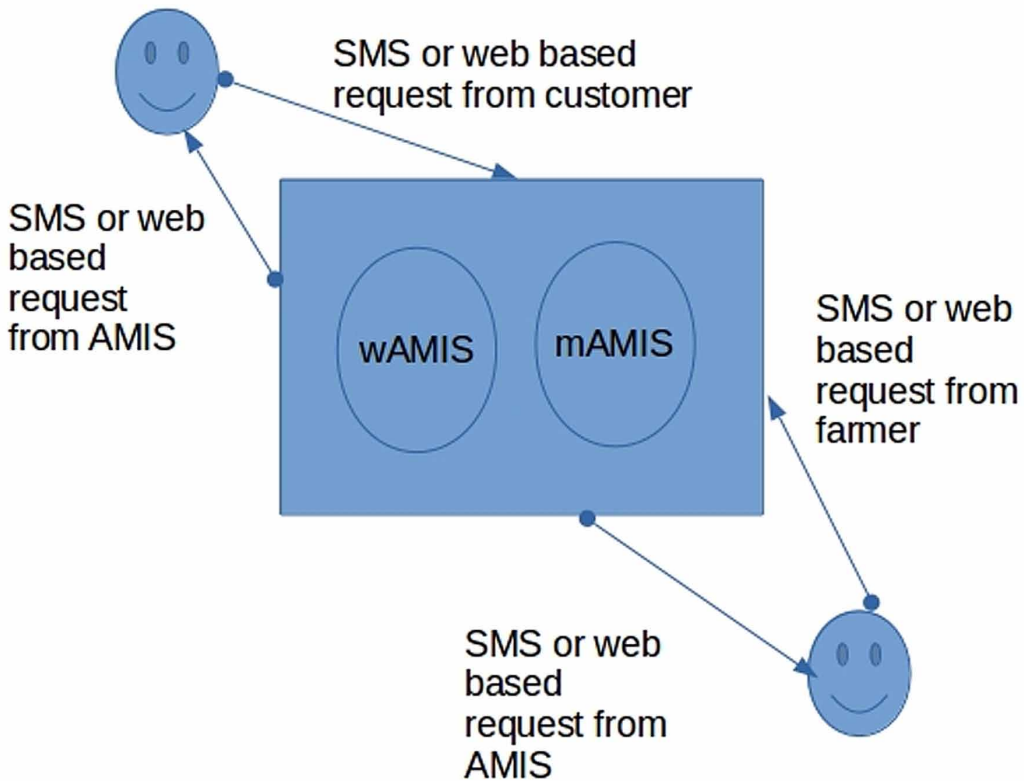 SMS or web based
request from customer
SMS or web
based
request
from AMIS
wAMIS
mAMIS
SMS or web
based
request from
farmer
SMS or web
based
request from
AMIS